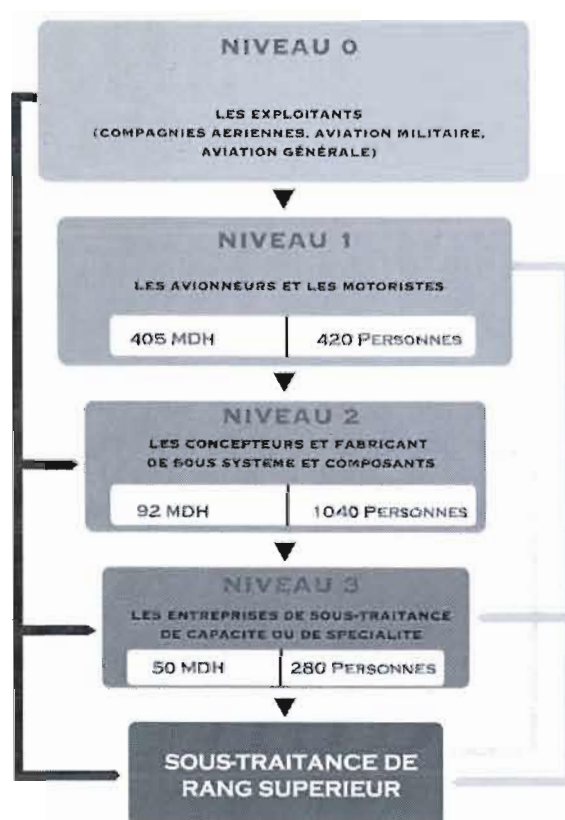 NIVEAU 0
LES EXPLOITANTS
(COMPAGNIES AERIENNES, AVIATION MILITAIRE,
AVIATION GÉNÉRALE)
NIVEAU 1
LES AVIONNEURS ET LES MOTORISTES
405 MDH 420 PERSONNES
NIVEAU 2
LES CONCEPTEURS ET FABRICANT
DE SOUS SYSTEME ET COMPOSANTS
92 MDH 1040 PERSONNES
NIVEAU 3
LES ENTREPRISES DE SOUS-TRAITANCE
DE CAPACITE OU DE SPECIALITE
50 MDH 280 PERSONNES
SOUS-TRAITANCE DE
RANG SUPERIEUR